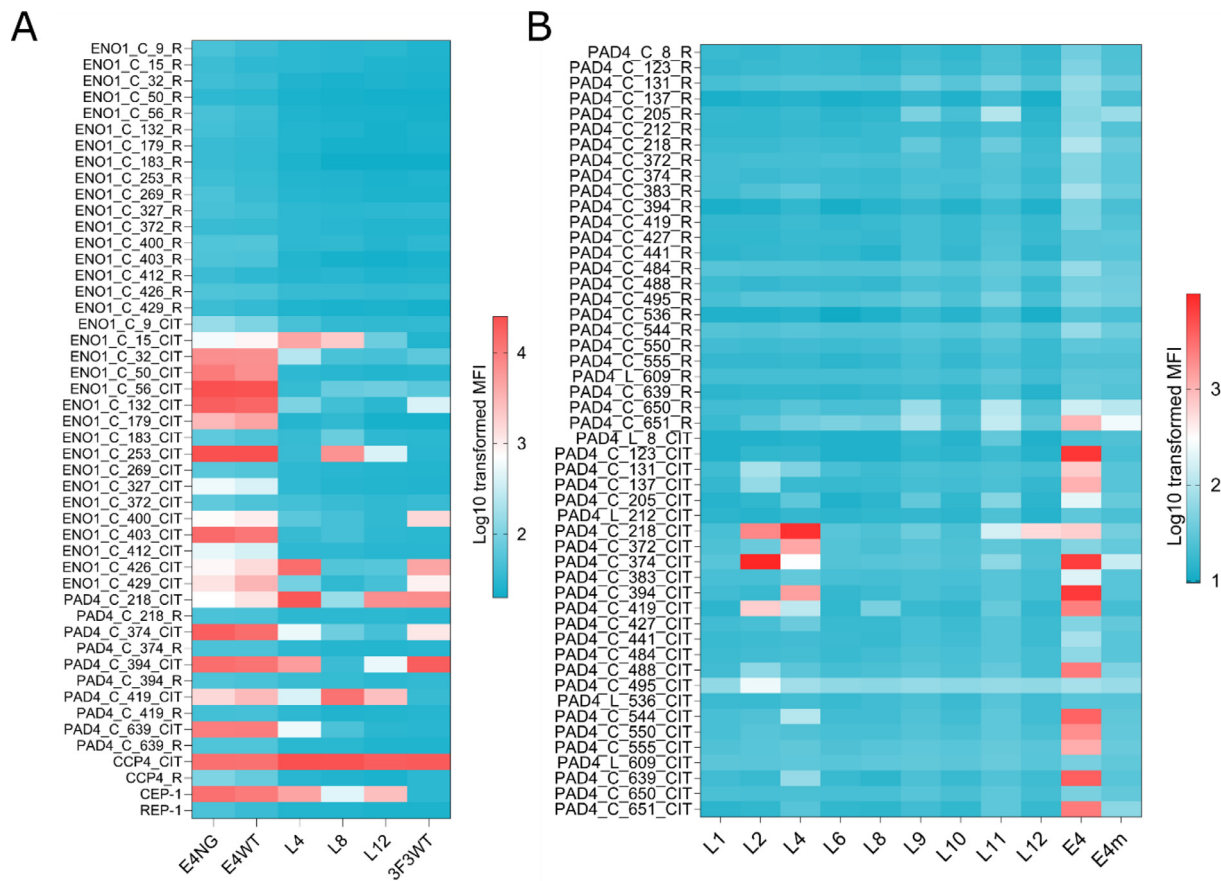 A
ENO1_C_9_R
ENO1_C_15_R
ENO1_C_32_R
ENO1_C_50_R
ENO1_C_56_R
ENO1_C_132_R
ENO1_C_179_R
ENO1_C_183_R
ENO1_C_253_R
ENO1_C_269_R
ENO1_C_327_R
ENO1_C_372_R
ENO1_C_400_R
ENO1_C_403_R
ENO1_C_412_R
ENO1_C_426_R
ENO1_C_429_R
ENO1_C_9_CIT
ENO1_C_15_CIT
ENO1_C_32_CIT
ENO1_C_50_CIT
ENO1_C_56_CIT
ENO1_C_132_CIT
ENO1_C_179_CIT
ENO1_C_183_CIT
ENO1_C_253_CIT
ENO1_C_269_CIT
ENO1_C_327_CIT
ENO1_C_372_CIT
ENO1_C_400_CIT
ENO1_C_403_CIT
ENO1_C_412_CIT
ENO1_C_426_CIT
ENO1_C_429_CIT
PAD4_C_218_CIT
PAD4_C_218_R
PAD4_C_374_CIT
PAD4_C_374_R
PAD4_C_394_CIT
PAD4_C_394_R
PAD4_C_419_CIT
PAD4_C_419_R
PAD4_C_639_CIT
PAD4_C_639_R
CCP4_CIT
CCP4_R
CEP-1
REP-1
E4NG
E4WT
L4
L8
L12
3F3WT
4
3
2
Log10 transformed MFI
B
PAD4_C_8_R
PAD4_C_123_R
PAD4_C_131_R
PAD4_C_137_R
PAD4_C_205_R
PAD4_C_212_R
PAD4_C_218_R
PAD4_C_372_R
PAD4_C_374_R
PAD4_C_383_R
PAD4_C_394_R
PAD4_C_419_R
PAD4_C_427_R
PAD4_C_441_R
PAD4_C_484_R
PAD4_C_488_R
PAD4_C_495_R
PAD4_C_536_R
PAD4_C_544_R
PAD4_C_550_R
PAD4_C_555_R
PAD4_L_609_R
PAD4_C_639_R
PAD4_C_650_R
PAD4_C_651_R
PAD4_L_8_CIT
PAD4_C_123_CIT
PAD4_C_131_CIT
PAD4_C_137_CIT
PAD4_C_205_CIT
PAD4_L_212_CIT
PAD4_C_218_CIT
PAD4_C_372_CIT
PAD4_C_374_CIT
PAD4_C_383_CIT
PAD4_C_394_CIT
PAD4_C_419_CIT
PAD4_C_427_CIT
PAD4_C_441_CIT
PAD4_C_484_CIT
PAD4_C_488_CIT
PAD4_C_495_CIT
PAD4_L_536_CIT
PAD4_C_544_CIT
PAD4_C_550_CIT
PAD4_C_555_CIT
PAD4_L_609_CIT
PAD4_C_639_CIT
PAD4_C_650_CIT
PAD4_C_651_CIT
L1
L2
L4
L6
L8
L9
L10
L11
L12
E4
E4m
3
2
1
Log10 transformed MFI